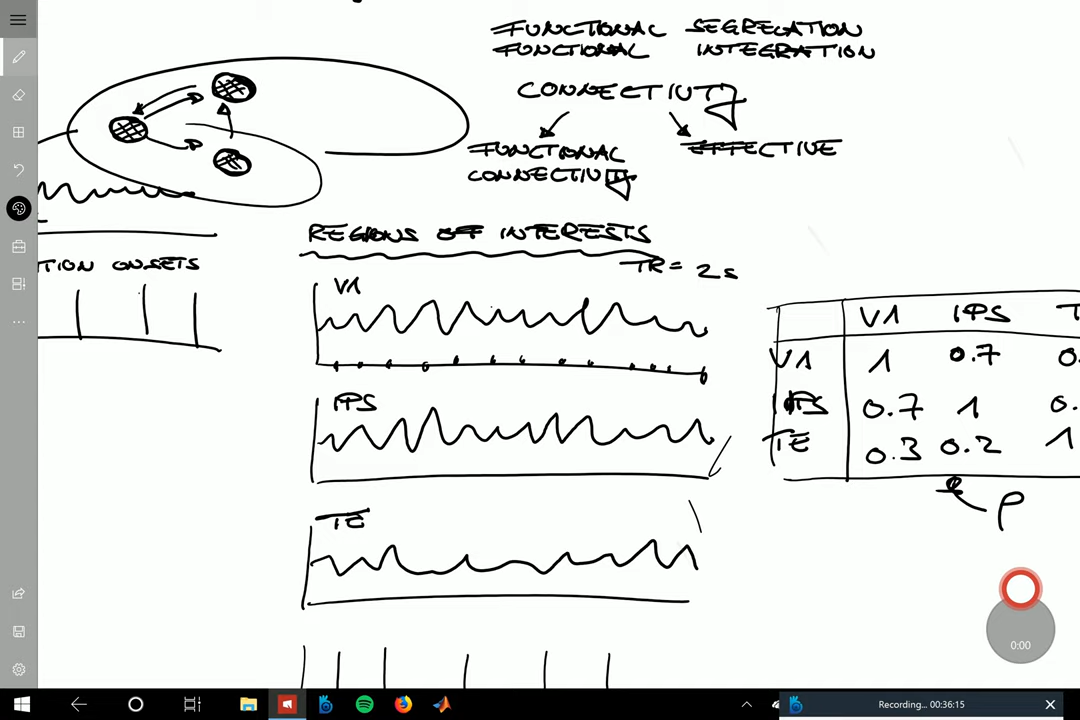 FUNCTIONAL SEGREGATION
FUNCTIONAL INTEGRATION
CONNECTIVITY
FUNCTIONAL
CONNECTIVITY
EFFECTIVE
TION ONSETS
REGIONS OF INTERESTS
TR = 2s
V1
IPS
TE
V1 IPS T
V1 1 0.7 0.
IPS 0.7 1 0.
TE 0.3 0.2 1
ρ
0:00
Recording... 00:36:15